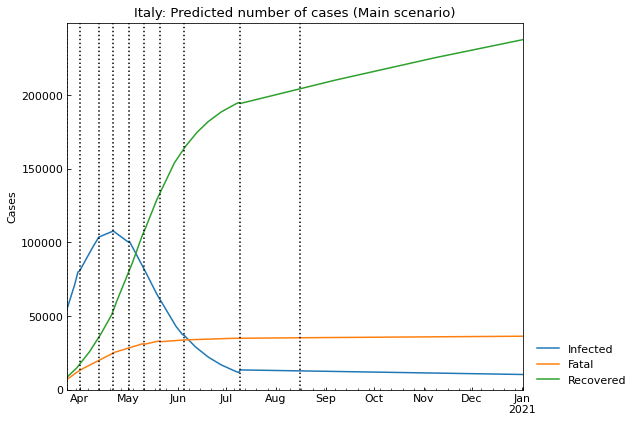 Italy: Predicted number of cases (Main scenario)
Cases
200000
150000
100000
50000
0
Apr May Jun Jul Aug Sep Oct Nov Dec Jan
2021
Infected
Fatal
Recovered